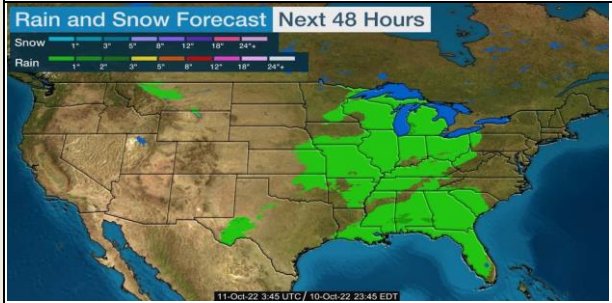 Rain and Snow Forecast Next 48 Hours
Snow 1" 3" 5" 8" 12" 18" 24"+
Rain 1" 2" 3" 5" 8" 12" 18" 24"+
11-Oct-22 3:45 UTC / 10-Oct-22 23:45 EDT